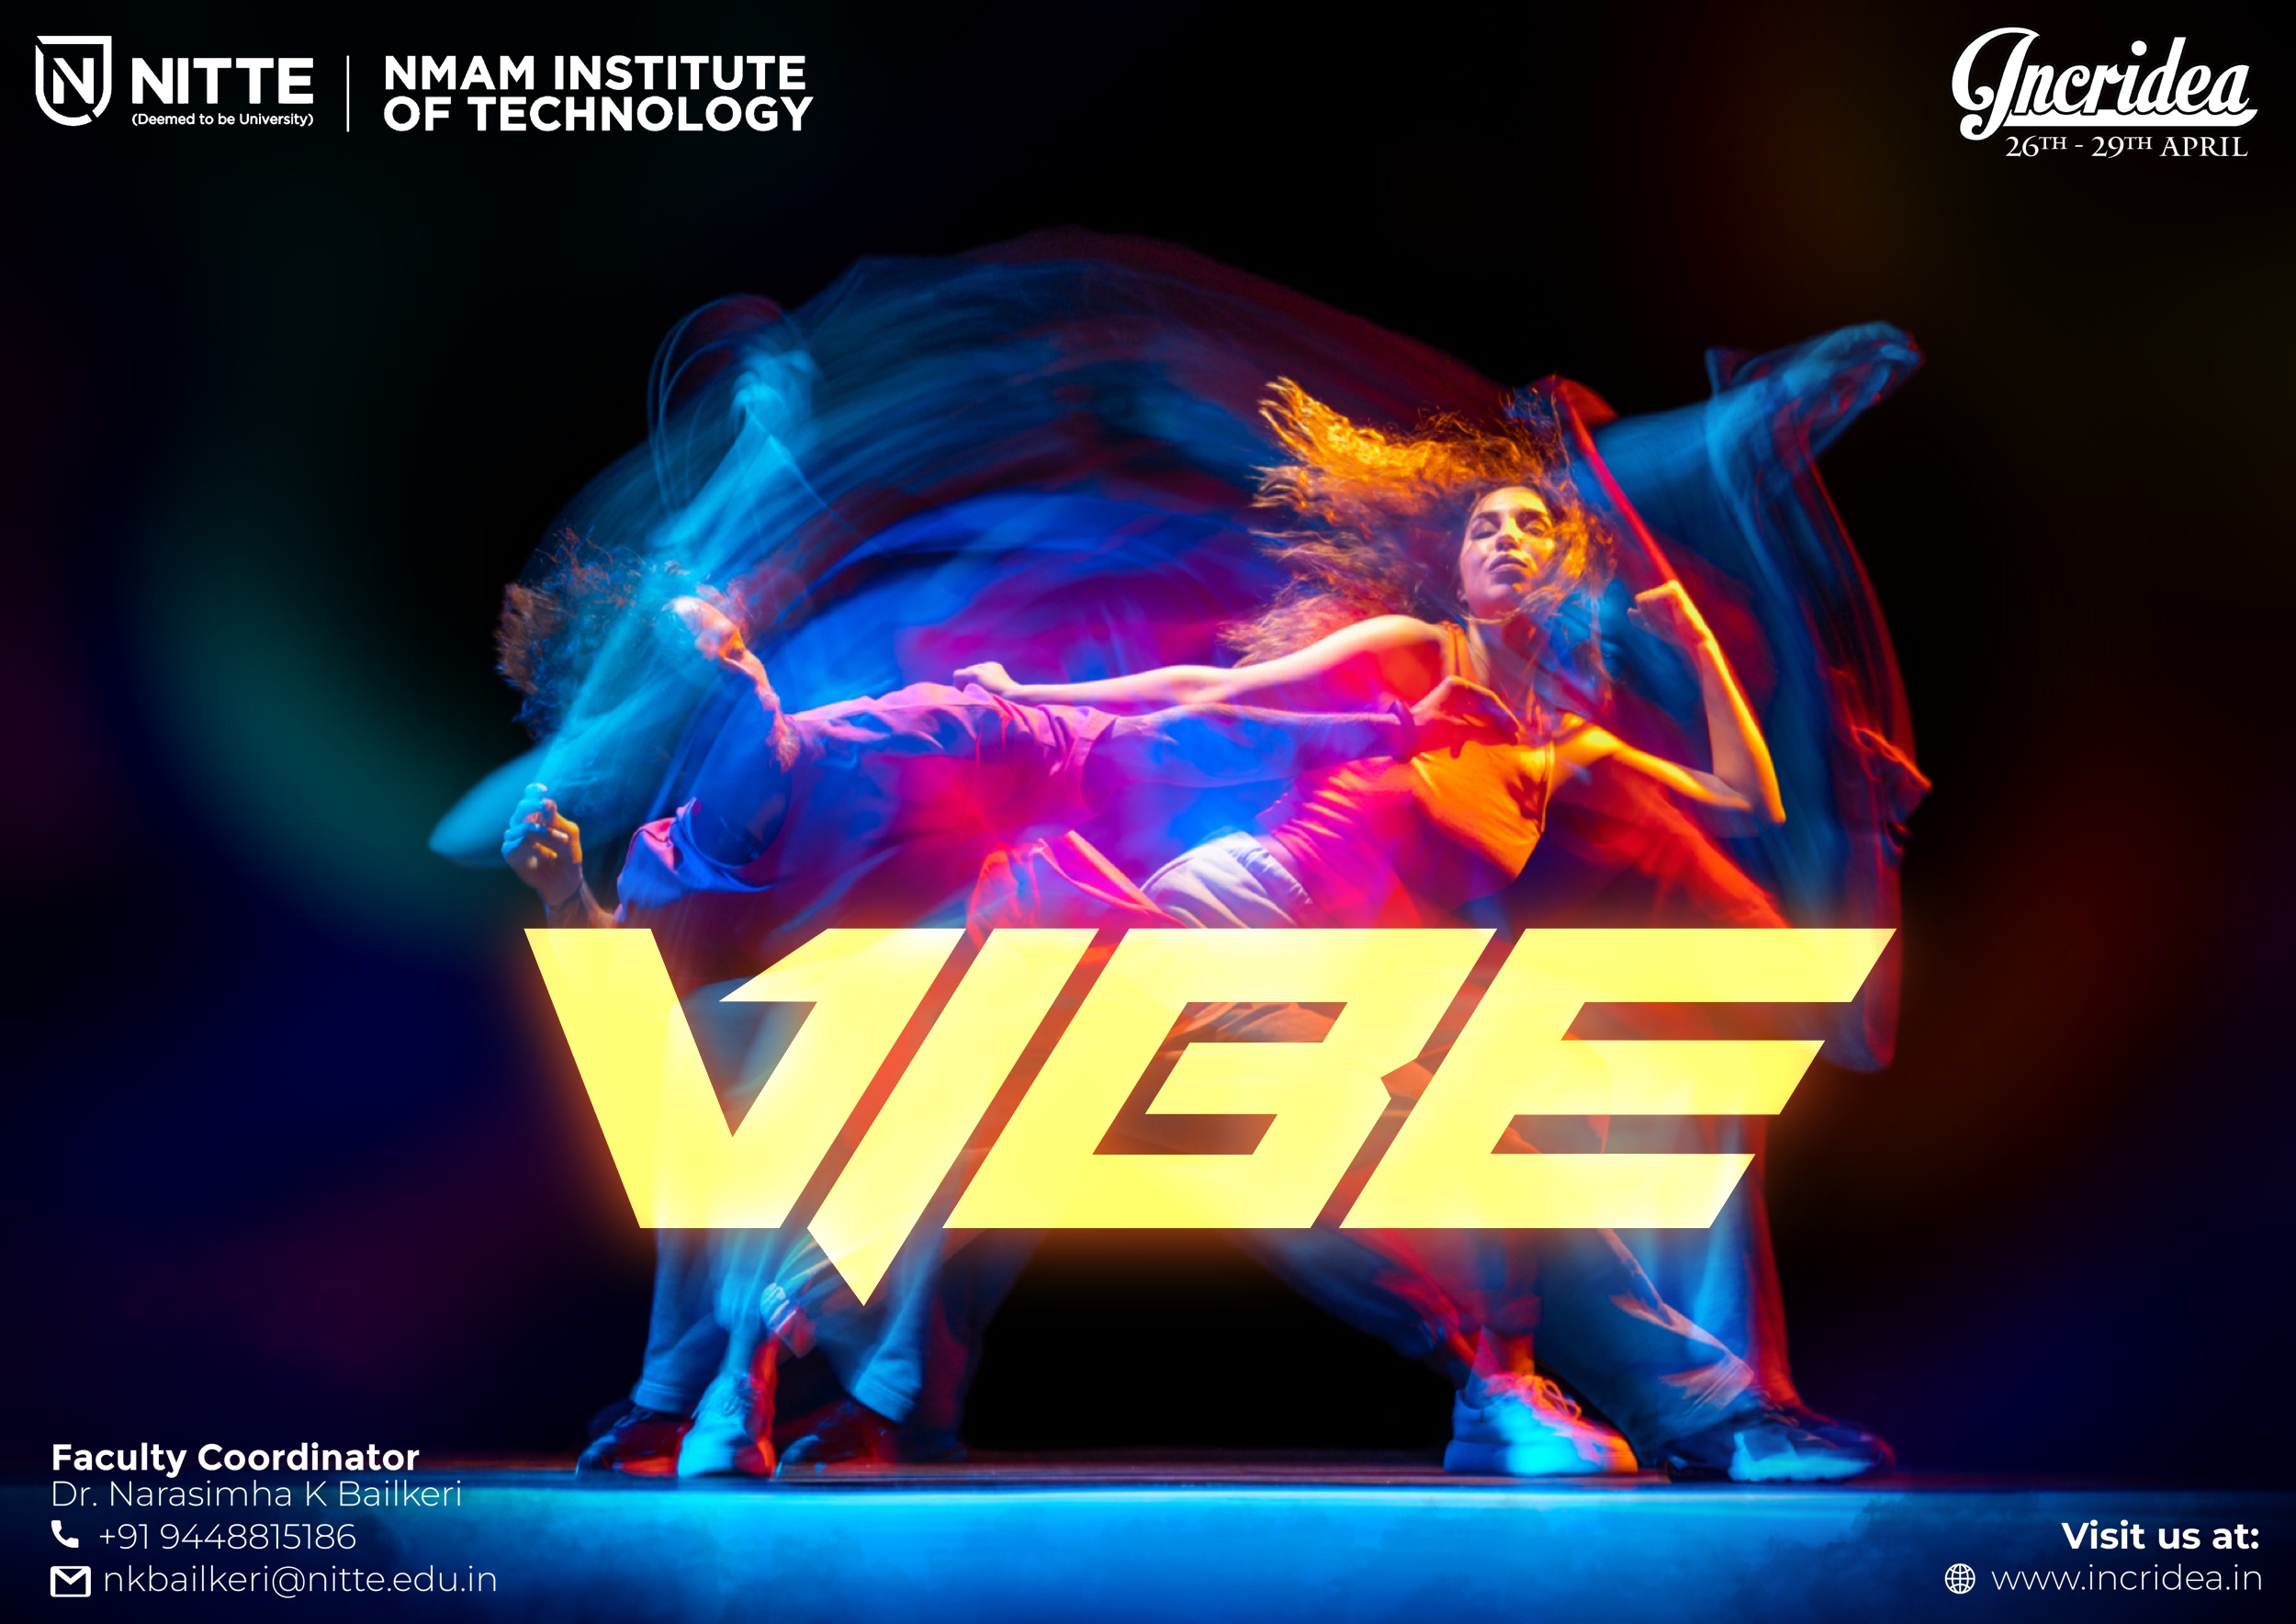 NITTE
(Deemed to be University)
NMAM INSTITUTE
OF TECHNOLOGY
Incridea
26TH - 29TH APRIL
VIBE
Faculty Coordinator
Dr. Narasimha K Bailkeri
+91 9448815186
nkbailkeri@nitte.edu.in
Visit us at:
www.incridea.in